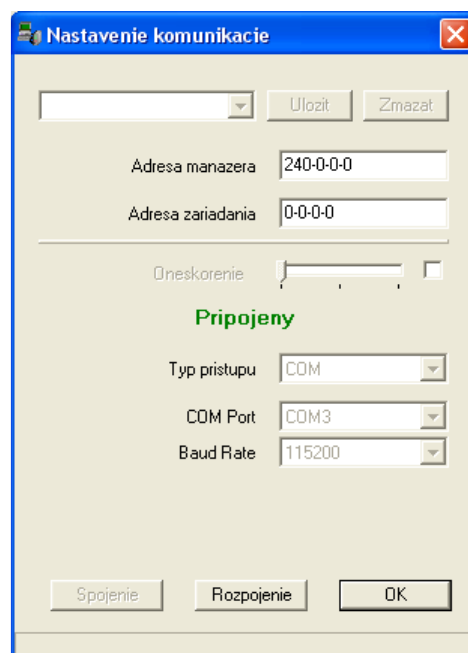 Nastavenie komunikacie
Ulozit Zmazat
Adresa manazera 240-0-0-0
Adresa zariadania 0-0-0-0
Oneskorenie
Pripojeny
Typ pristupu COM
COM Port COM3
Baud Rate 115200
Spojenie Rozpojenie OK